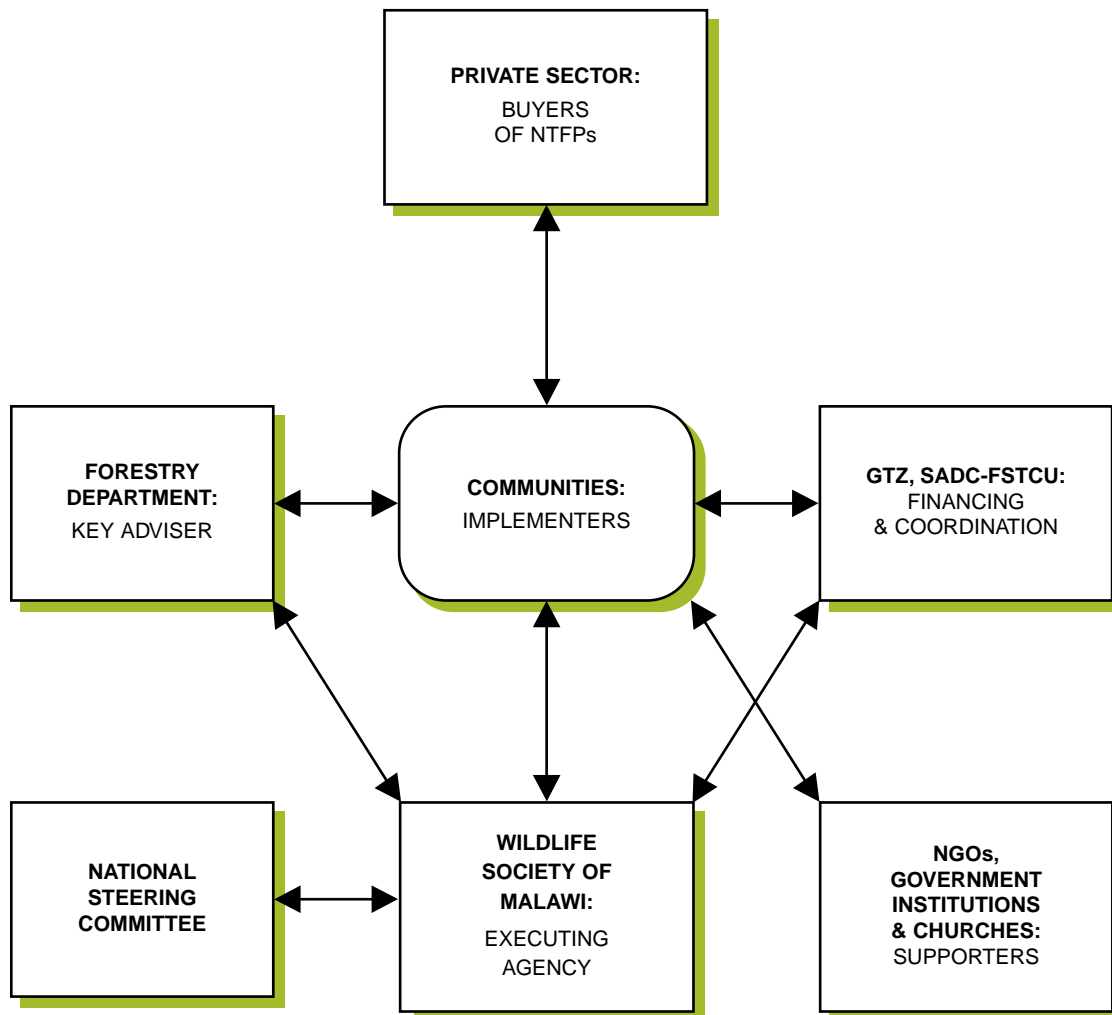 PRIVATE SECTOR:
BUYERS
OF NTFPs
FORESTRY
DEPARTMENT:
KEY ADVISER
COMMUNITIES:
IMPLEMENTERS
GTZ, SADC-FSTCU:
FINANCING
& COORDINATION
NATIONAL
STEERING
COMMITTEE
WILDLIFE
SOCIETY OF
MALAWI:
EXECUTING
AGENCY
NGOs,
GOVERNMENT
INSTITUTIONS
& CHURCHES:
SUPPORTERS